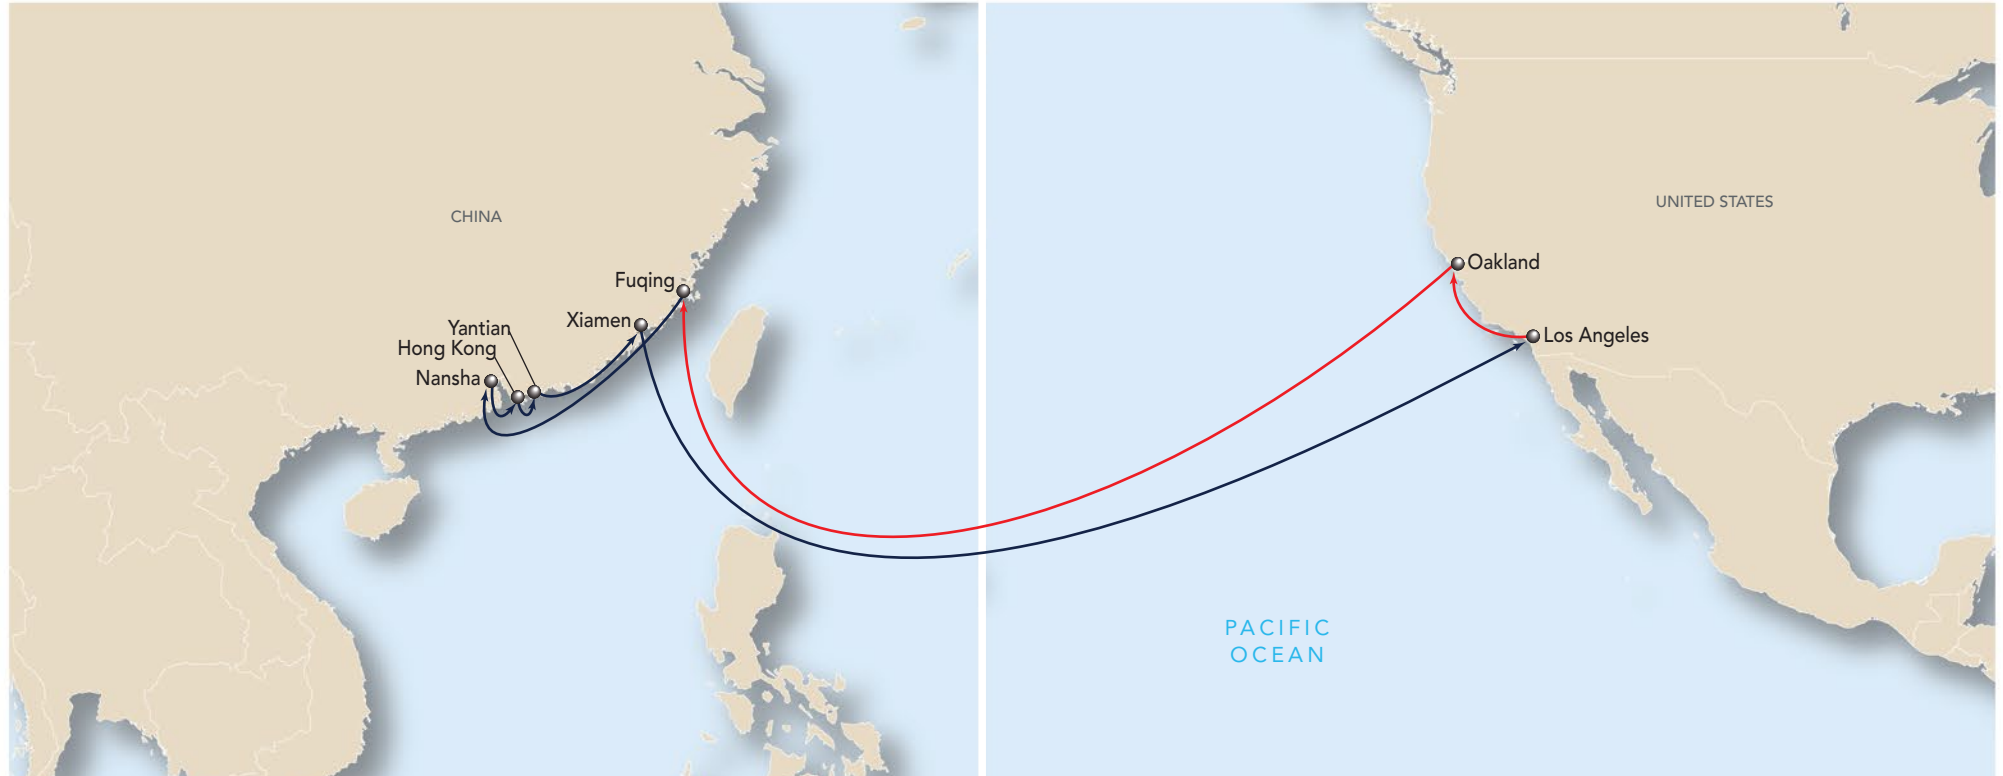 CHINA
UNITED STATES
Oakland
Fuqing
Xiamen
Yantian
Los Angeles
Hong Kong
Nansha
PACIFIC
OCEAN